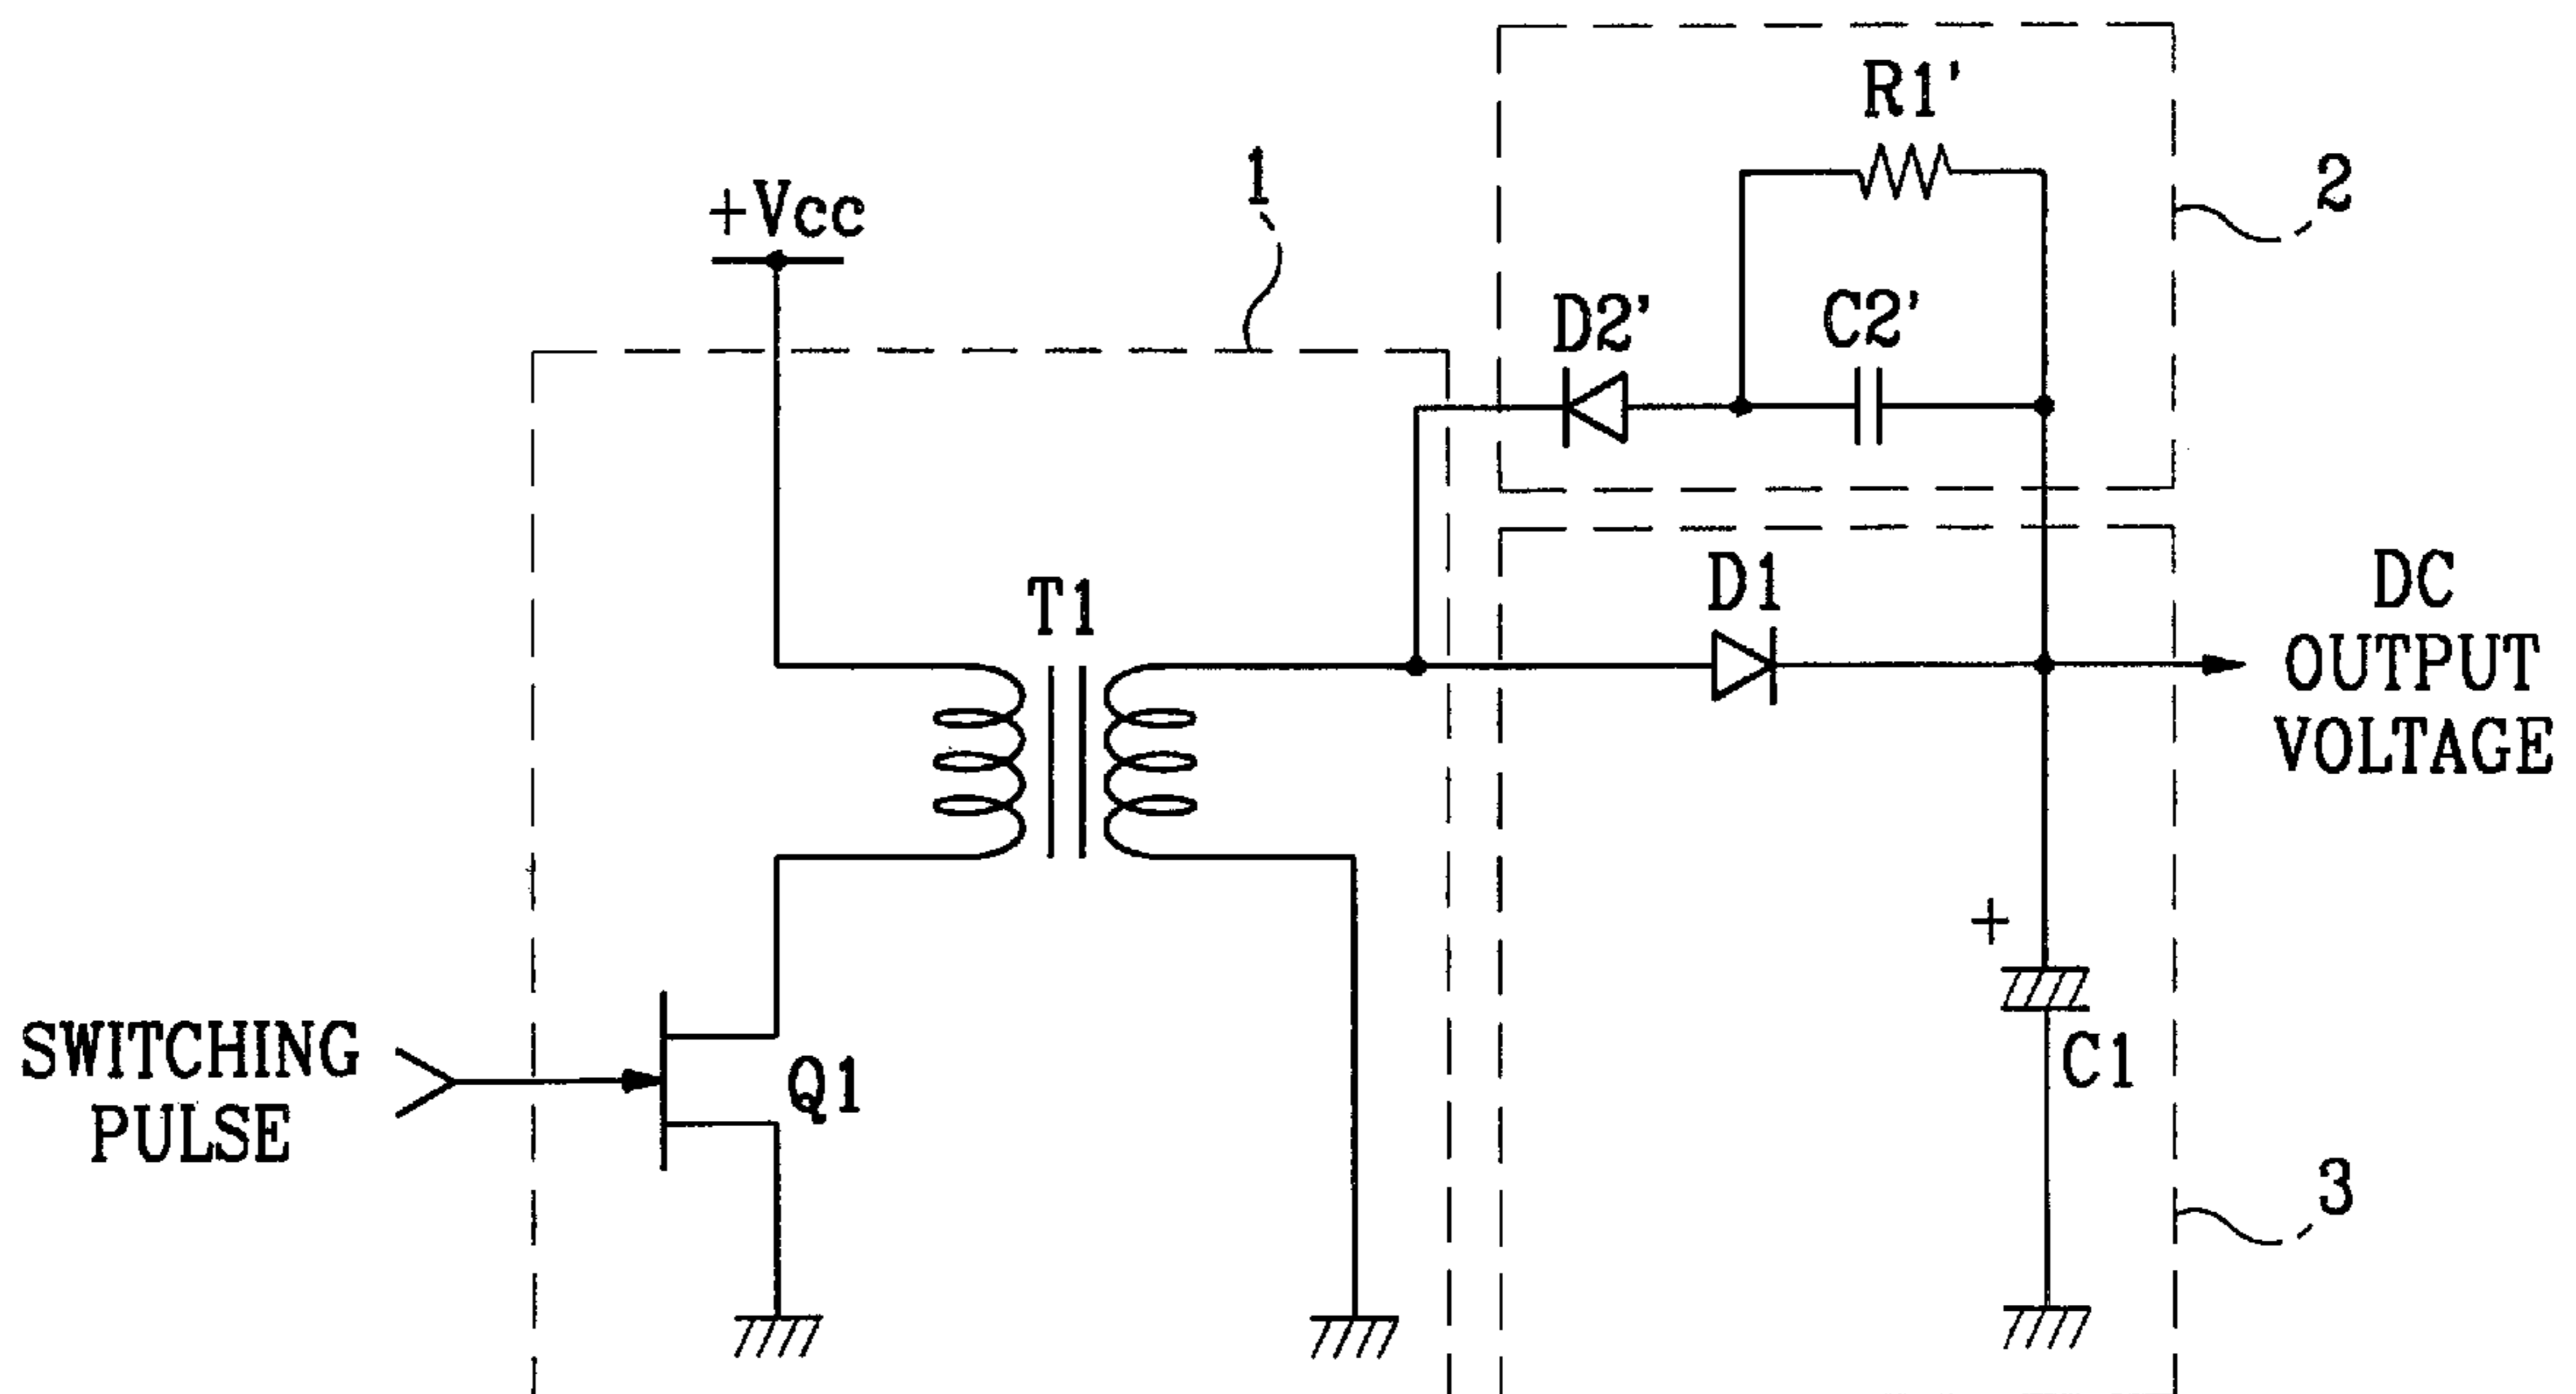 R1'
1
2
+Vcc
D2'
C2'
T1
D1
DC
OUTPUT
VOLTAGE
+
SWITCHING
PULSE
Q1
C1
3